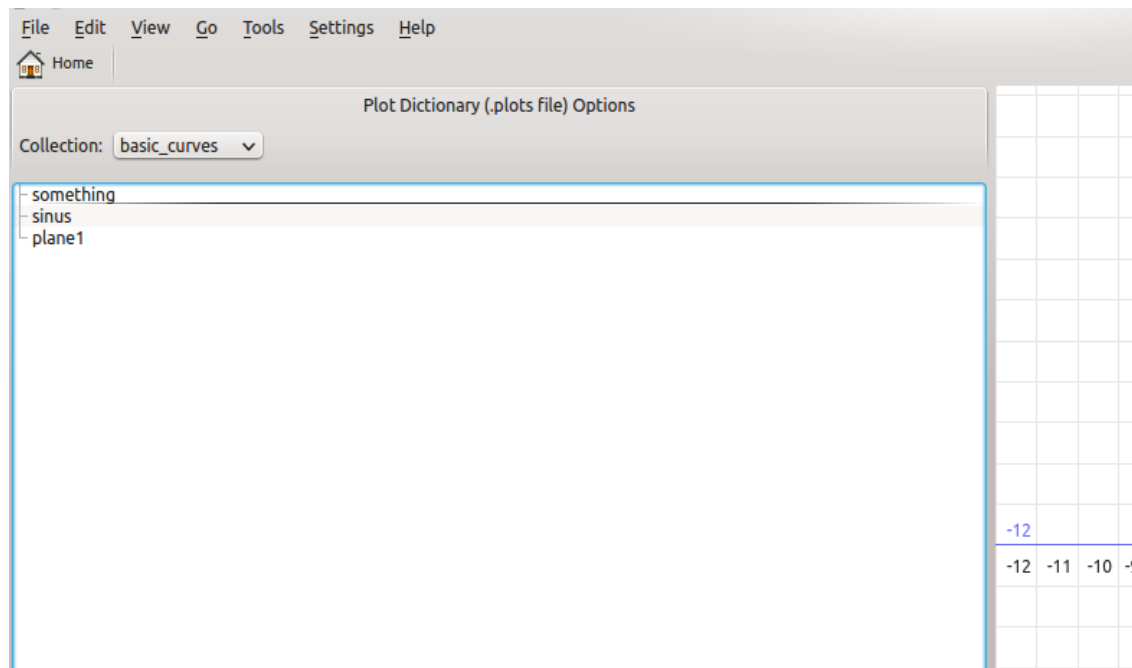 File Edit View Go Tools Settings Help
Home
Plot Dictionary (.plots file) Options
Collection: basic_curves
something
sinus
plane1
-12
-12 -11 -10